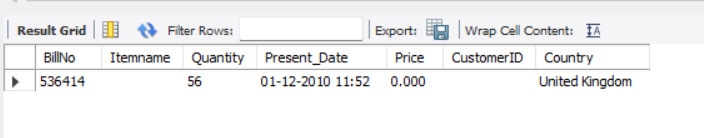 Result Grid Filter Rows: Export: Wrap Cell Content: IA
BillNo Itemname Quantity Present_Date Price CustomerID Country
536414 56 01-12-2010 11:52 0.000 United Kingdom